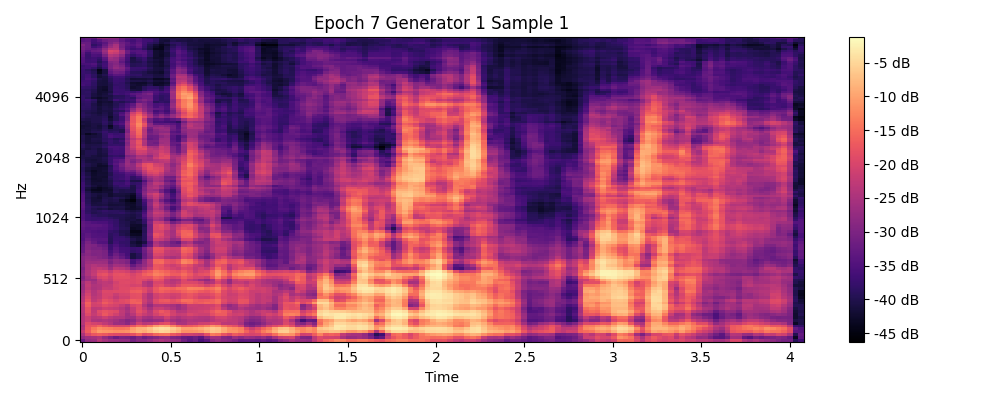 Epoch 7 Generator 1 Sample 1
Hz
4096
2048
1024
512
0
0
0.5
1
1.5
2
2.5
3
3.5
4
Time
-5 dB
-10 dB
-15 dB
-20 dB
-25 dB
-30 dB
-35 dB
-40 dB
-45 dB